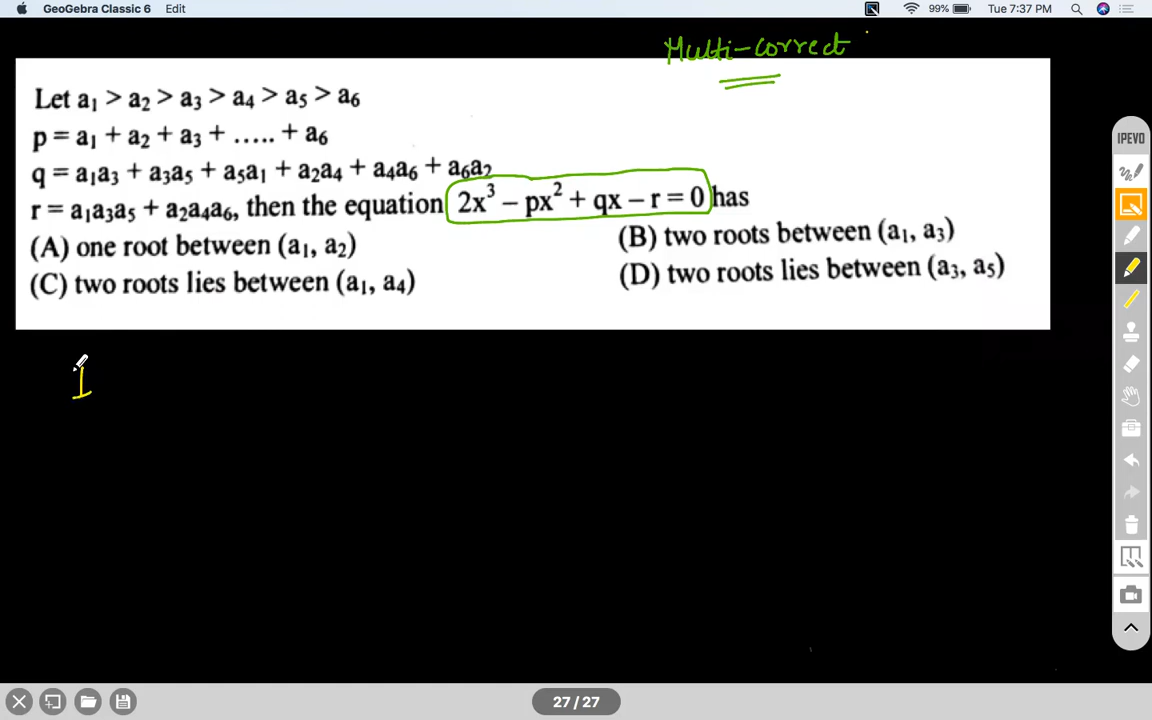 GeoGebra Classic 6 Edit 99% Tue 7:37 PM
Multi-correct
Let a₁ > a₂ > a₃ > a₄ > a₅ > a₆
p = a₁ + a₂ + a₃ + ..... + a₆
q = a₁a₃ + a₃a₅ + a₅a₁ + a₂a₄ + a₄a₆ + a₆a₂
r = a₁a₃a₅ + a₂a₄a₆, then the equation 2x³ – px² + qx – r = 0 has
(A) one root between (a₁, a₂) (B) two roots between (a₁, a₃)
(C) two roots lies between (a₁, a₄) (D) two roots lies between (a₃, a₅)
IPEVO
I
27 / 27